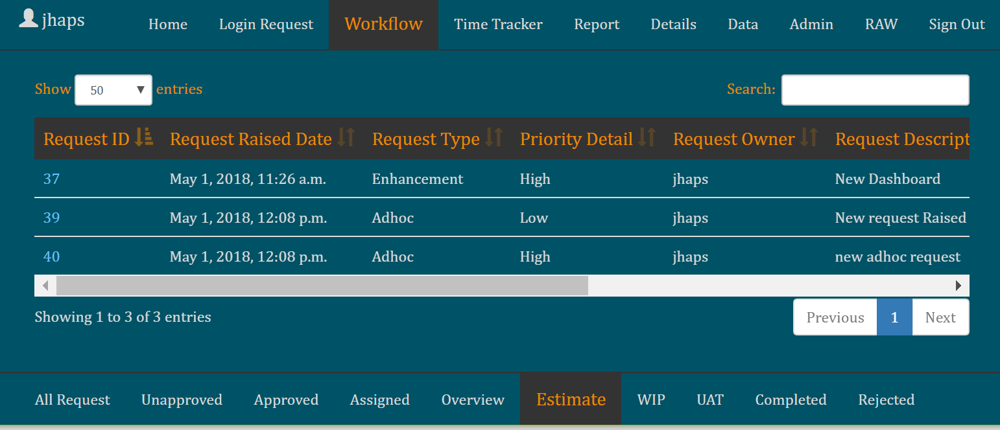 jhaps Home Login Request Workflow Time Tracker Report Details Data Admin RAW Sign Out
Show 50 entries Search:
Request ID Request Raised Date Request Type Priority Detail Request Owner Request Descript
37 May 1, 2018, 11:26 a.m. Enhancement High jhaps New Dashboard
39 May 1, 2018, 12:08 p.m. Adhoc Low jhaps New request Raised
40 May 1, 2018, 12:08 p.m. Adhoc High jhaps new adhoc request
Showing 1 to 3 of 3 entries Previous 1 Next
All Request Unapproved Approved Assigned Overview Estimate WIP UAT Completed Rejected